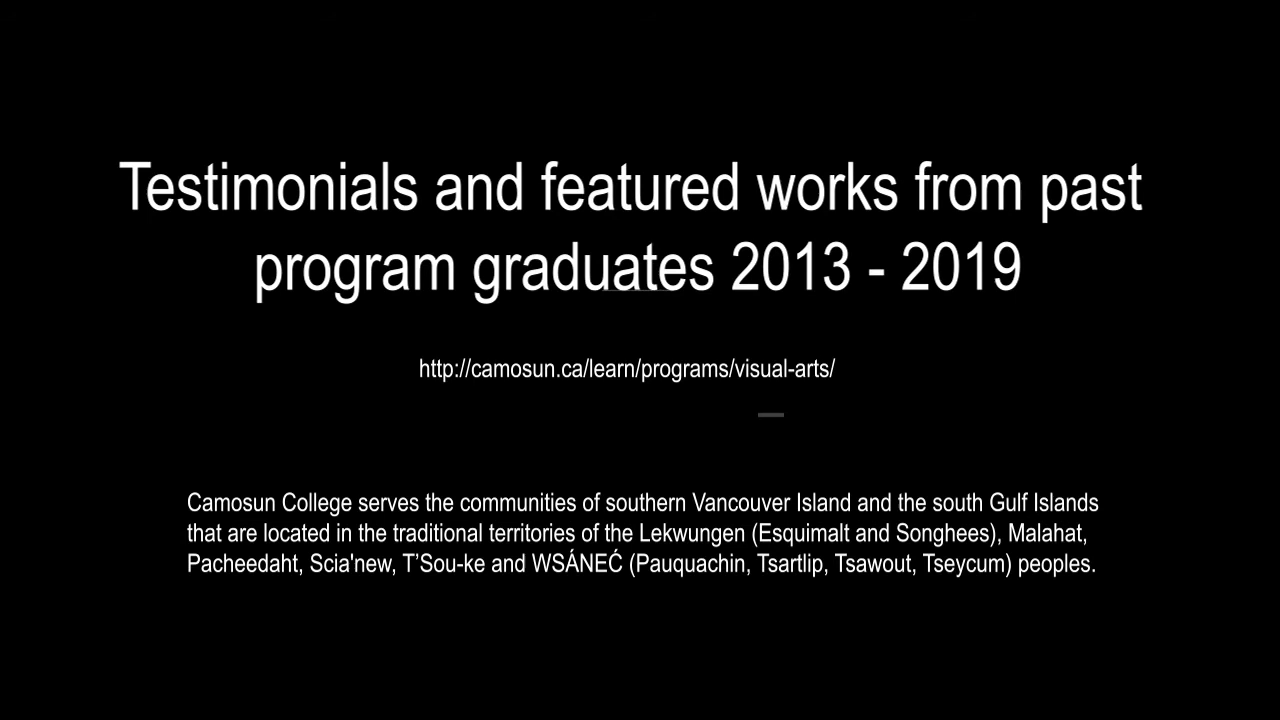 Testimonials and featured works from past
program graduates 2013 - 2019
http://camosun.ca/learn/programs/visual-arts/
Camosun College serves the communities of southern Vancouver Island and the south Gulf Islands
that are located in the traditional territories of the Lekwungen (Esquimalt and Songhees), Malahat,
Pacheedaht, Scia'new, T’Sou-ke and WSÁNEĆ (Pauquachin, Tsartlip, Tsawout, Tseycum) peoples.